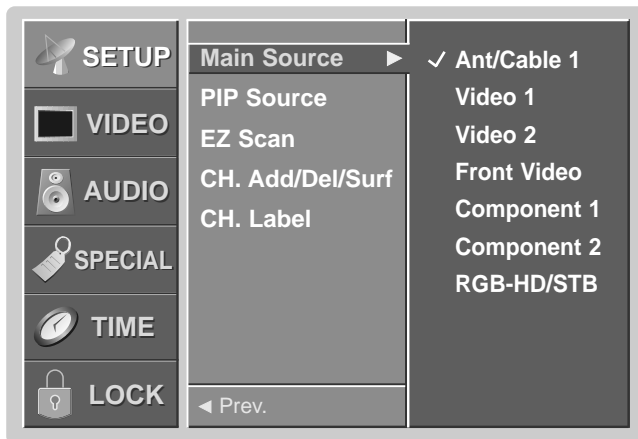 SETUP
VIDEO
AUDIO
SPECIAL
TIME
LOCK
Main Source ►
PIP Source
EZ Scan
CH. Add/Del/Surf
CH. Label
◄ Prev.
✓ Ant/Cable 1
Video 1
Video 2
Front Video
Component 1
Component 2
RGB-HD/STB